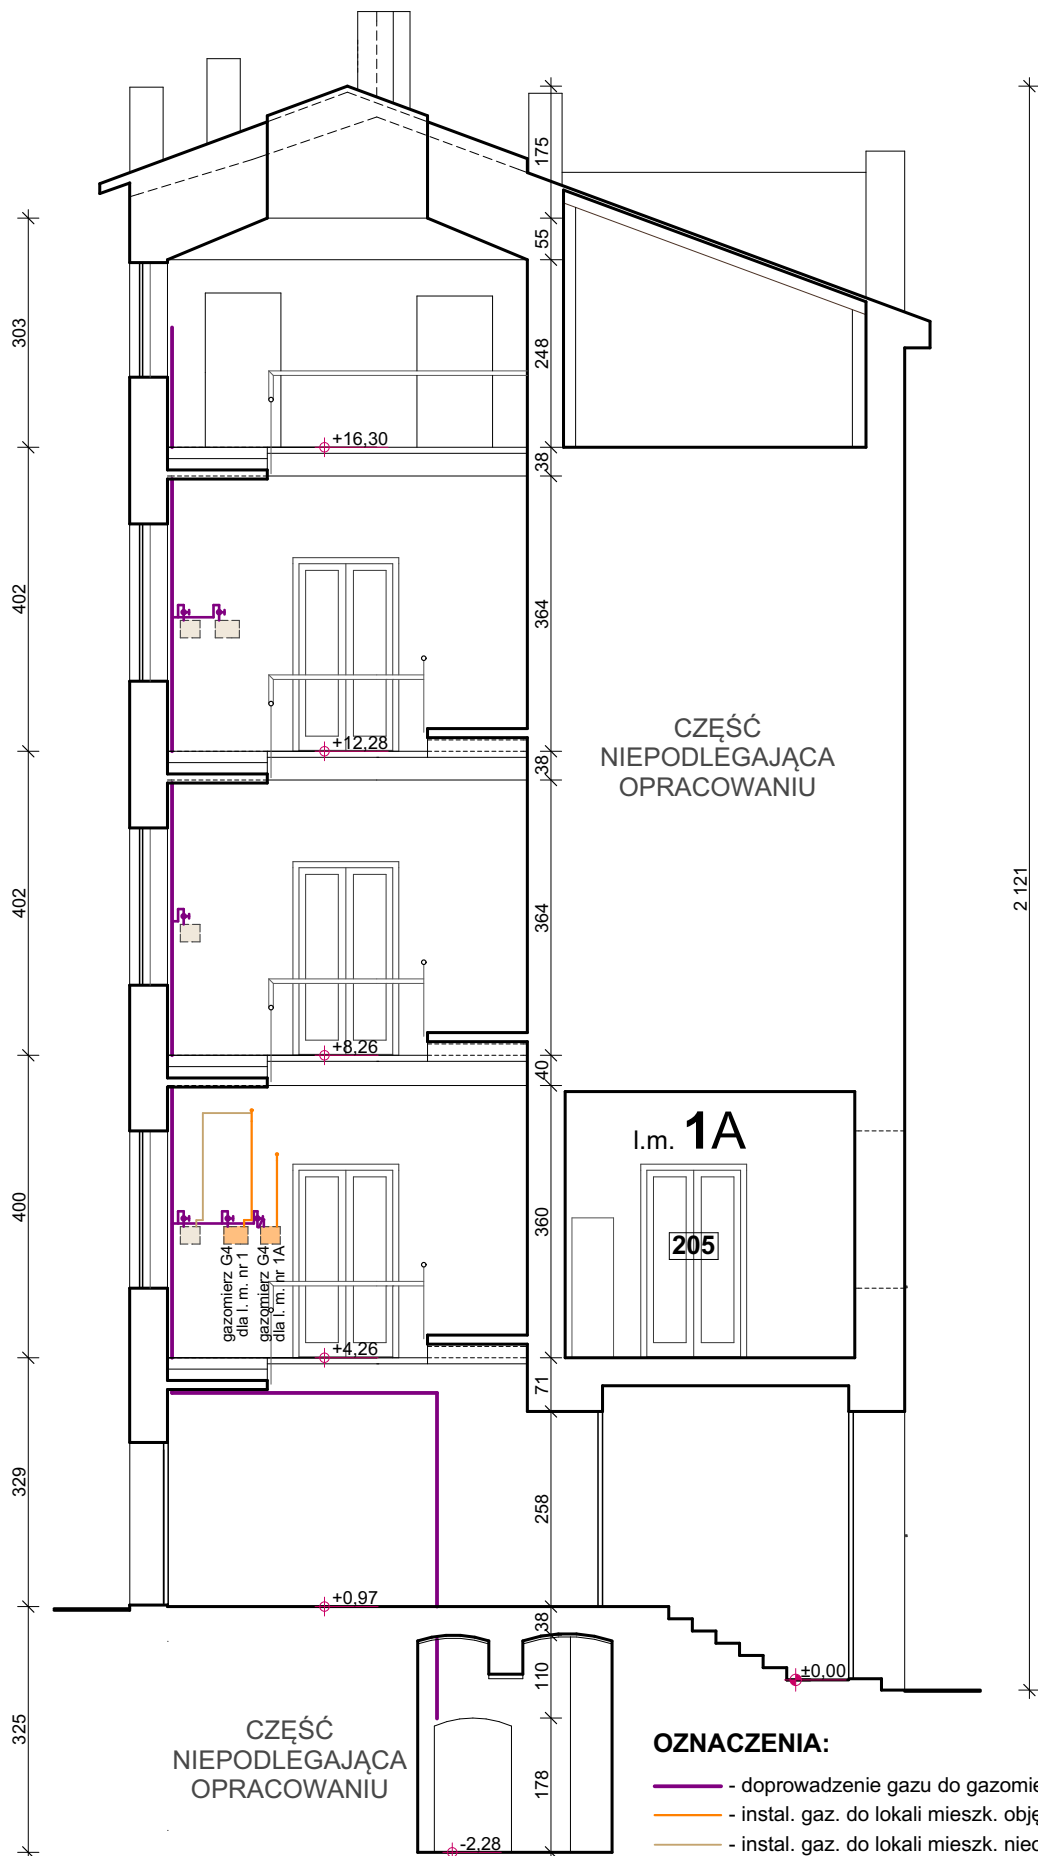 175
55
303
248
+16,30
38
402
364
CZĘŚĆ
NIEPODLEGAJĄCA
OPRACOWANIU
+12,28
38
402
364
2 121
+8,26
40
l.m. 1A
400
360
205
gazomierz G4
dla l. m. nr 1
gazomierz G4
dla l. m. nr 1A
+4,26
71
329
258
+0,97
38
±0,00
110
325
CZĘŚĆ
NIEPODLEGAJĄCA
OPRACOWANIU
178
-2,28
OZNACZENIA:
- doprowadzenie gazu do gazomie
- instal. gaz. do lokali mieszk. obję
- instal. gaz. do lokali mieszk. nieo